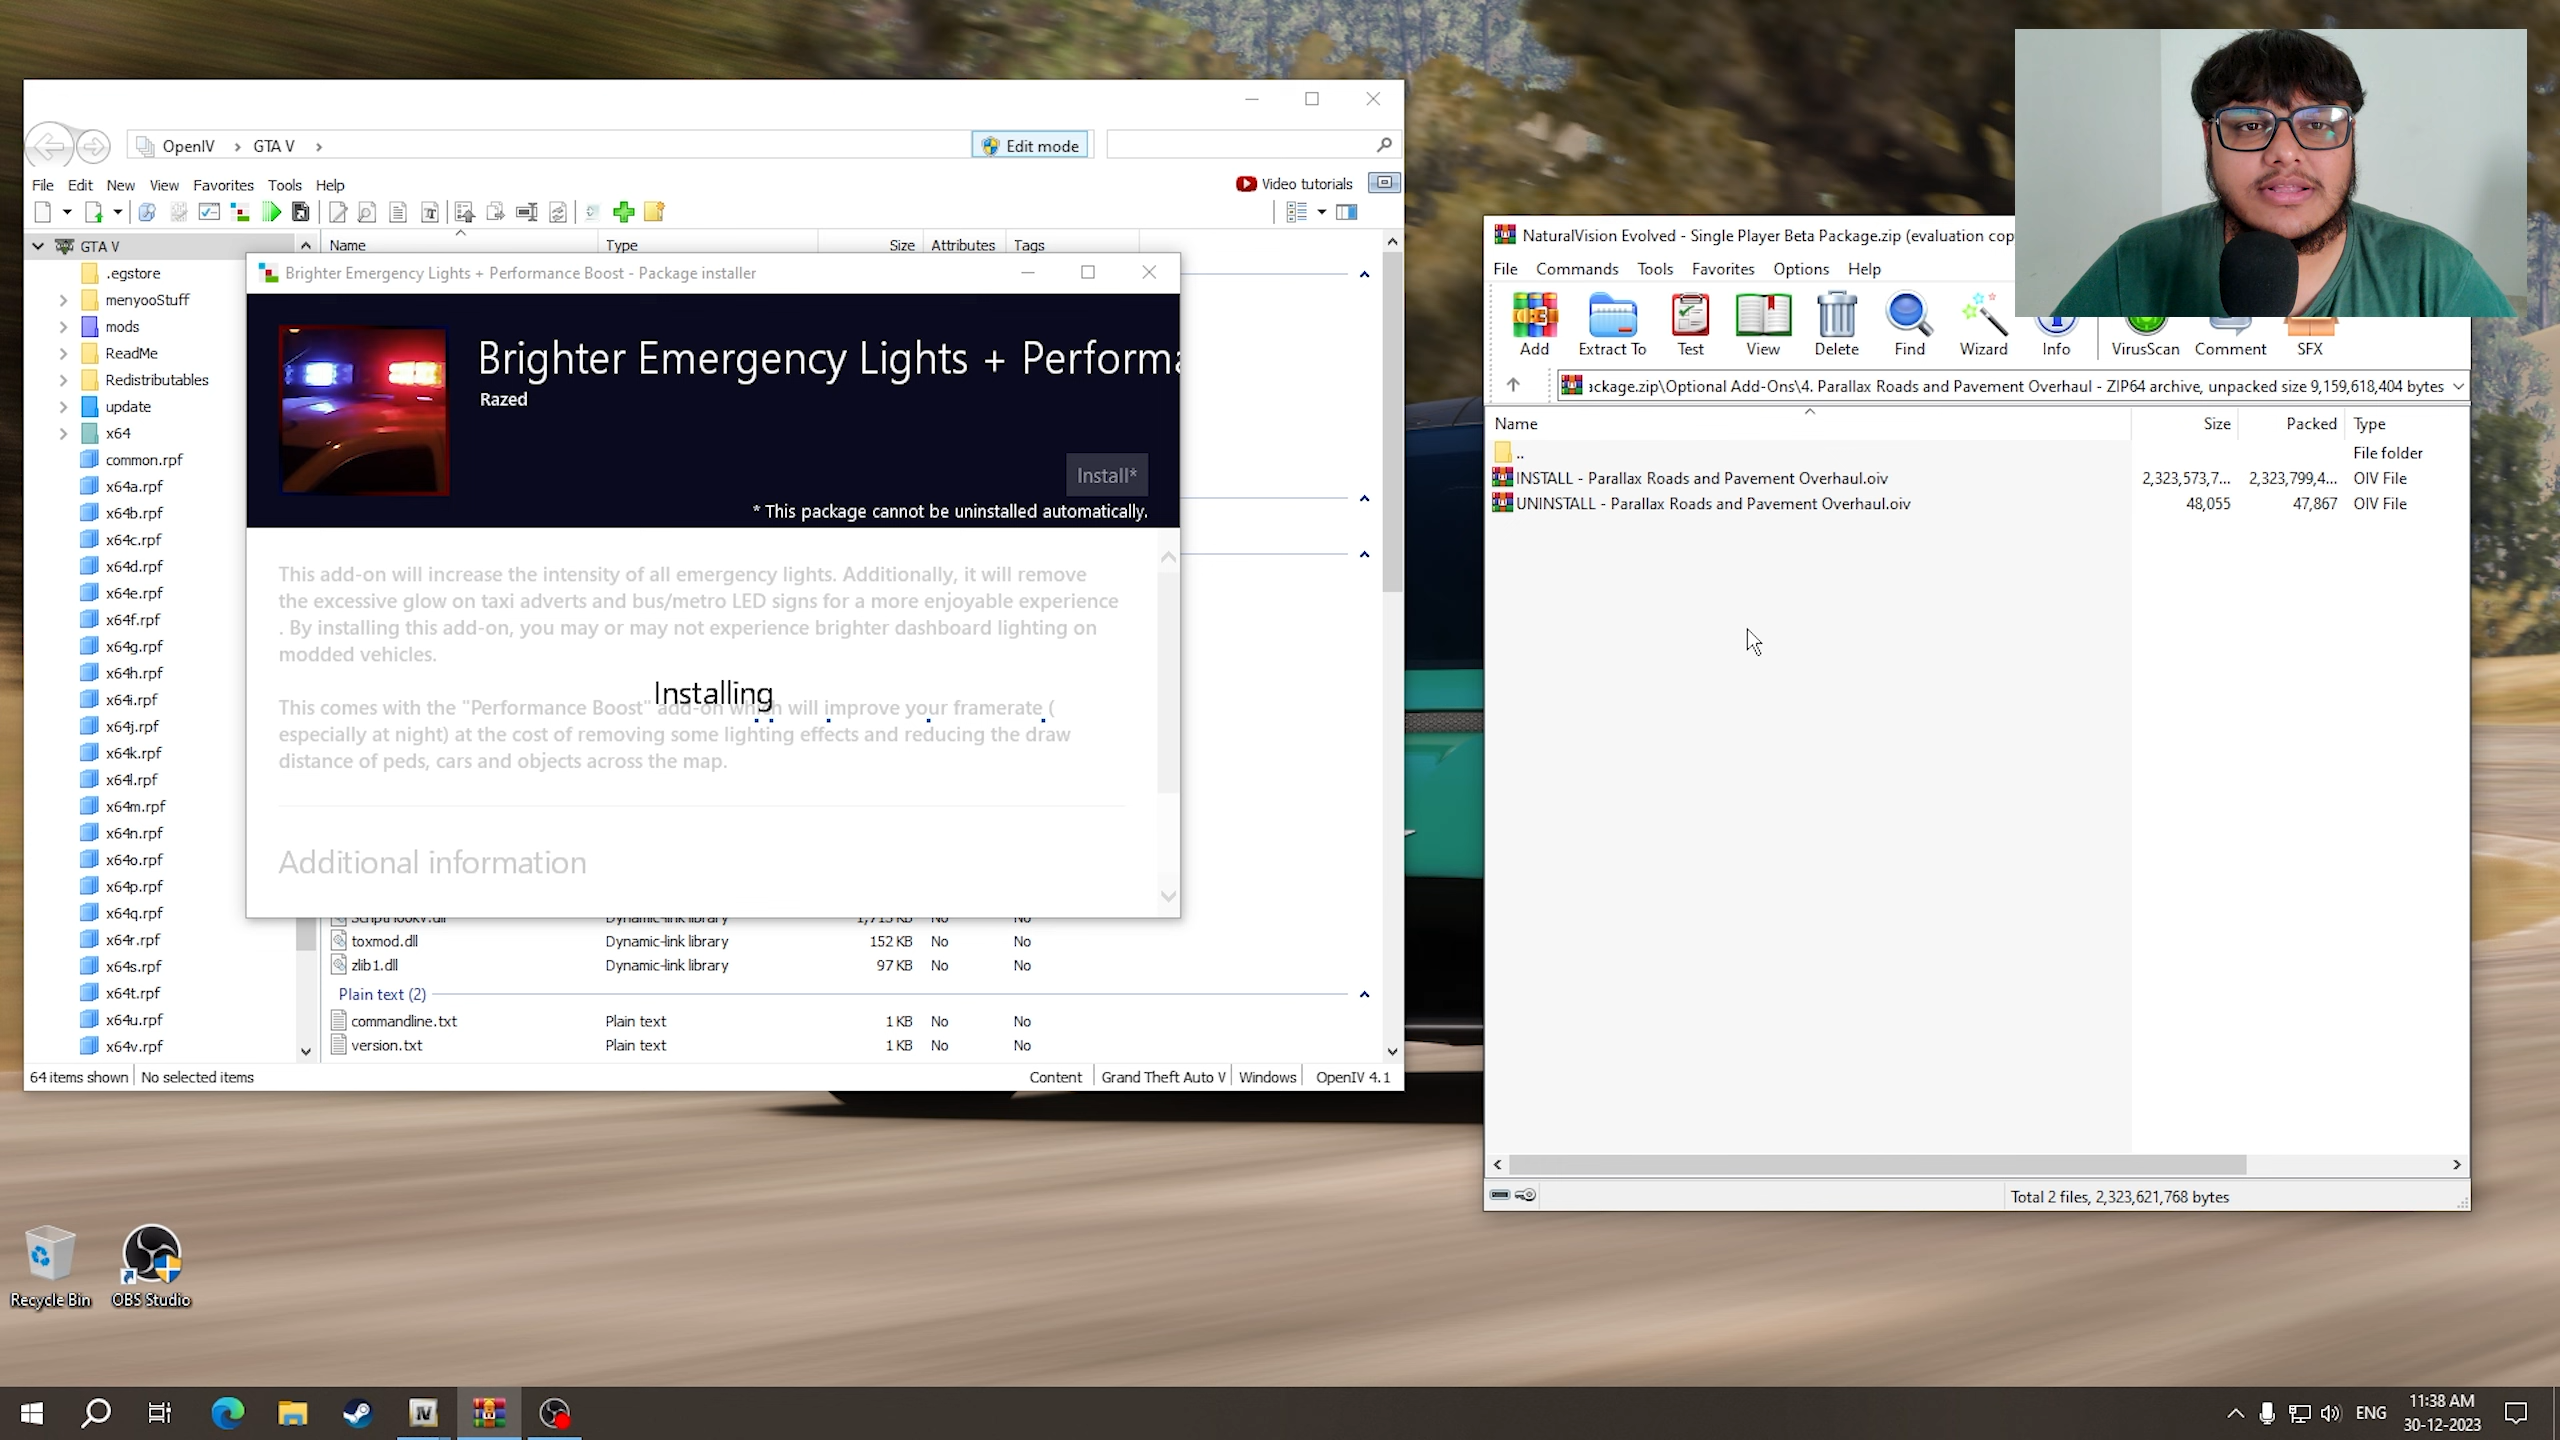 OpenIV > GTA V >
Edit mode
File Edit New View Favorites Tools Help
Video tutorials
GTA V
.egstore
menyooStuff
mods
ReadMe
Redistributables
update
x64
common.rpf
x64a.rpf
x64b.rpf
x64c.rpf
x64d.rpf
x64e.rpf
x64f.rpf
x64g.rpf
x64h.rpf
x64i.rpf
x64j.rpf
x64k.rpf
x64l.rpf
x64m.rpf
x64n.rpf
x64o.rpf
x64p.rpf
x64q.rpf
x64r.rpf
x64s.rpf
x64t.rpf
x64u.rpf
x64v.rpf
Name Type Size Attributes Tags
Brighter Emergency Lights + Performance Boost - Package installer
Brighter Emergency Lights + Performa
Razed
Install*
* This package cannot be uninstalled automatically.
This add-on will increase the intensity of all emergency lights. Additionally, it will remove
the excessive glow on taxi adverts and bus/metro LED signs for a more enjoyable experience
. By installing this add-on, you may or may not experience brighter dashboard lighting on
modded vehicles.
Installing
This comes with the "Performance Boost" add-on which will improve your framerate (
especially at night) at the cost of removing some lighting effects and reducing the draw
distance of peds, cars and objects across the map.
Additional information
ScriptHookV.dll Dynamic-link library 1,713 KB No No
toxmod.dll Dynamic-link library 152 KB No No
zlib1.dll Dynamic-link library 97 KB No No
Plain text (2)
commandline.txt Plain text 1 KB No No
version.txt Plain text 1 KB No No
64 items shown No selected items Content Grand Theft Auto V Windows OpenIV 4.1
NaturalVision Evolved - Single Player Beta Package.zip (evaluation cop
File Commands Tools Favorites Options Help
Add Extract To Test View Delete Find Wizard Info VirusScan Comment SFX
ackage.zip\Optional Add-Ons\4. Parallax Roads and Pavement Overhaul - ZIP64 archive, unpacked size 9,159,618,404 bytes
Name Size Packed Type
.. File folder
INSTALL - Parallax Roads and Pavement Overhaul.oiv 2,323,573,7... 2,323,799,4... OIV File
UNINSTALL - Parallax Roads and Pavement Overhaul.oiv 48,055 47,867 OIV File
Total 2 files, 2,323,621,768 bytes
Recycle Bin
OBS Studio
ENG
11:38 AM
30-12-2023